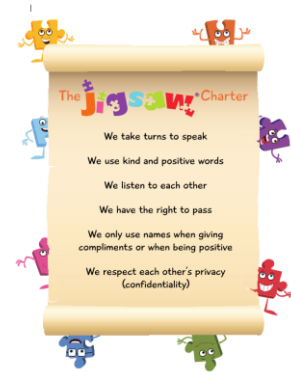 The Jigsaw Charter
We take turns to speak
We use kind and positive words
We listen to each other
We have the right to pass
We only use names when giving
compliments or when being positive
We respect each other's privacy
(confidentiality)